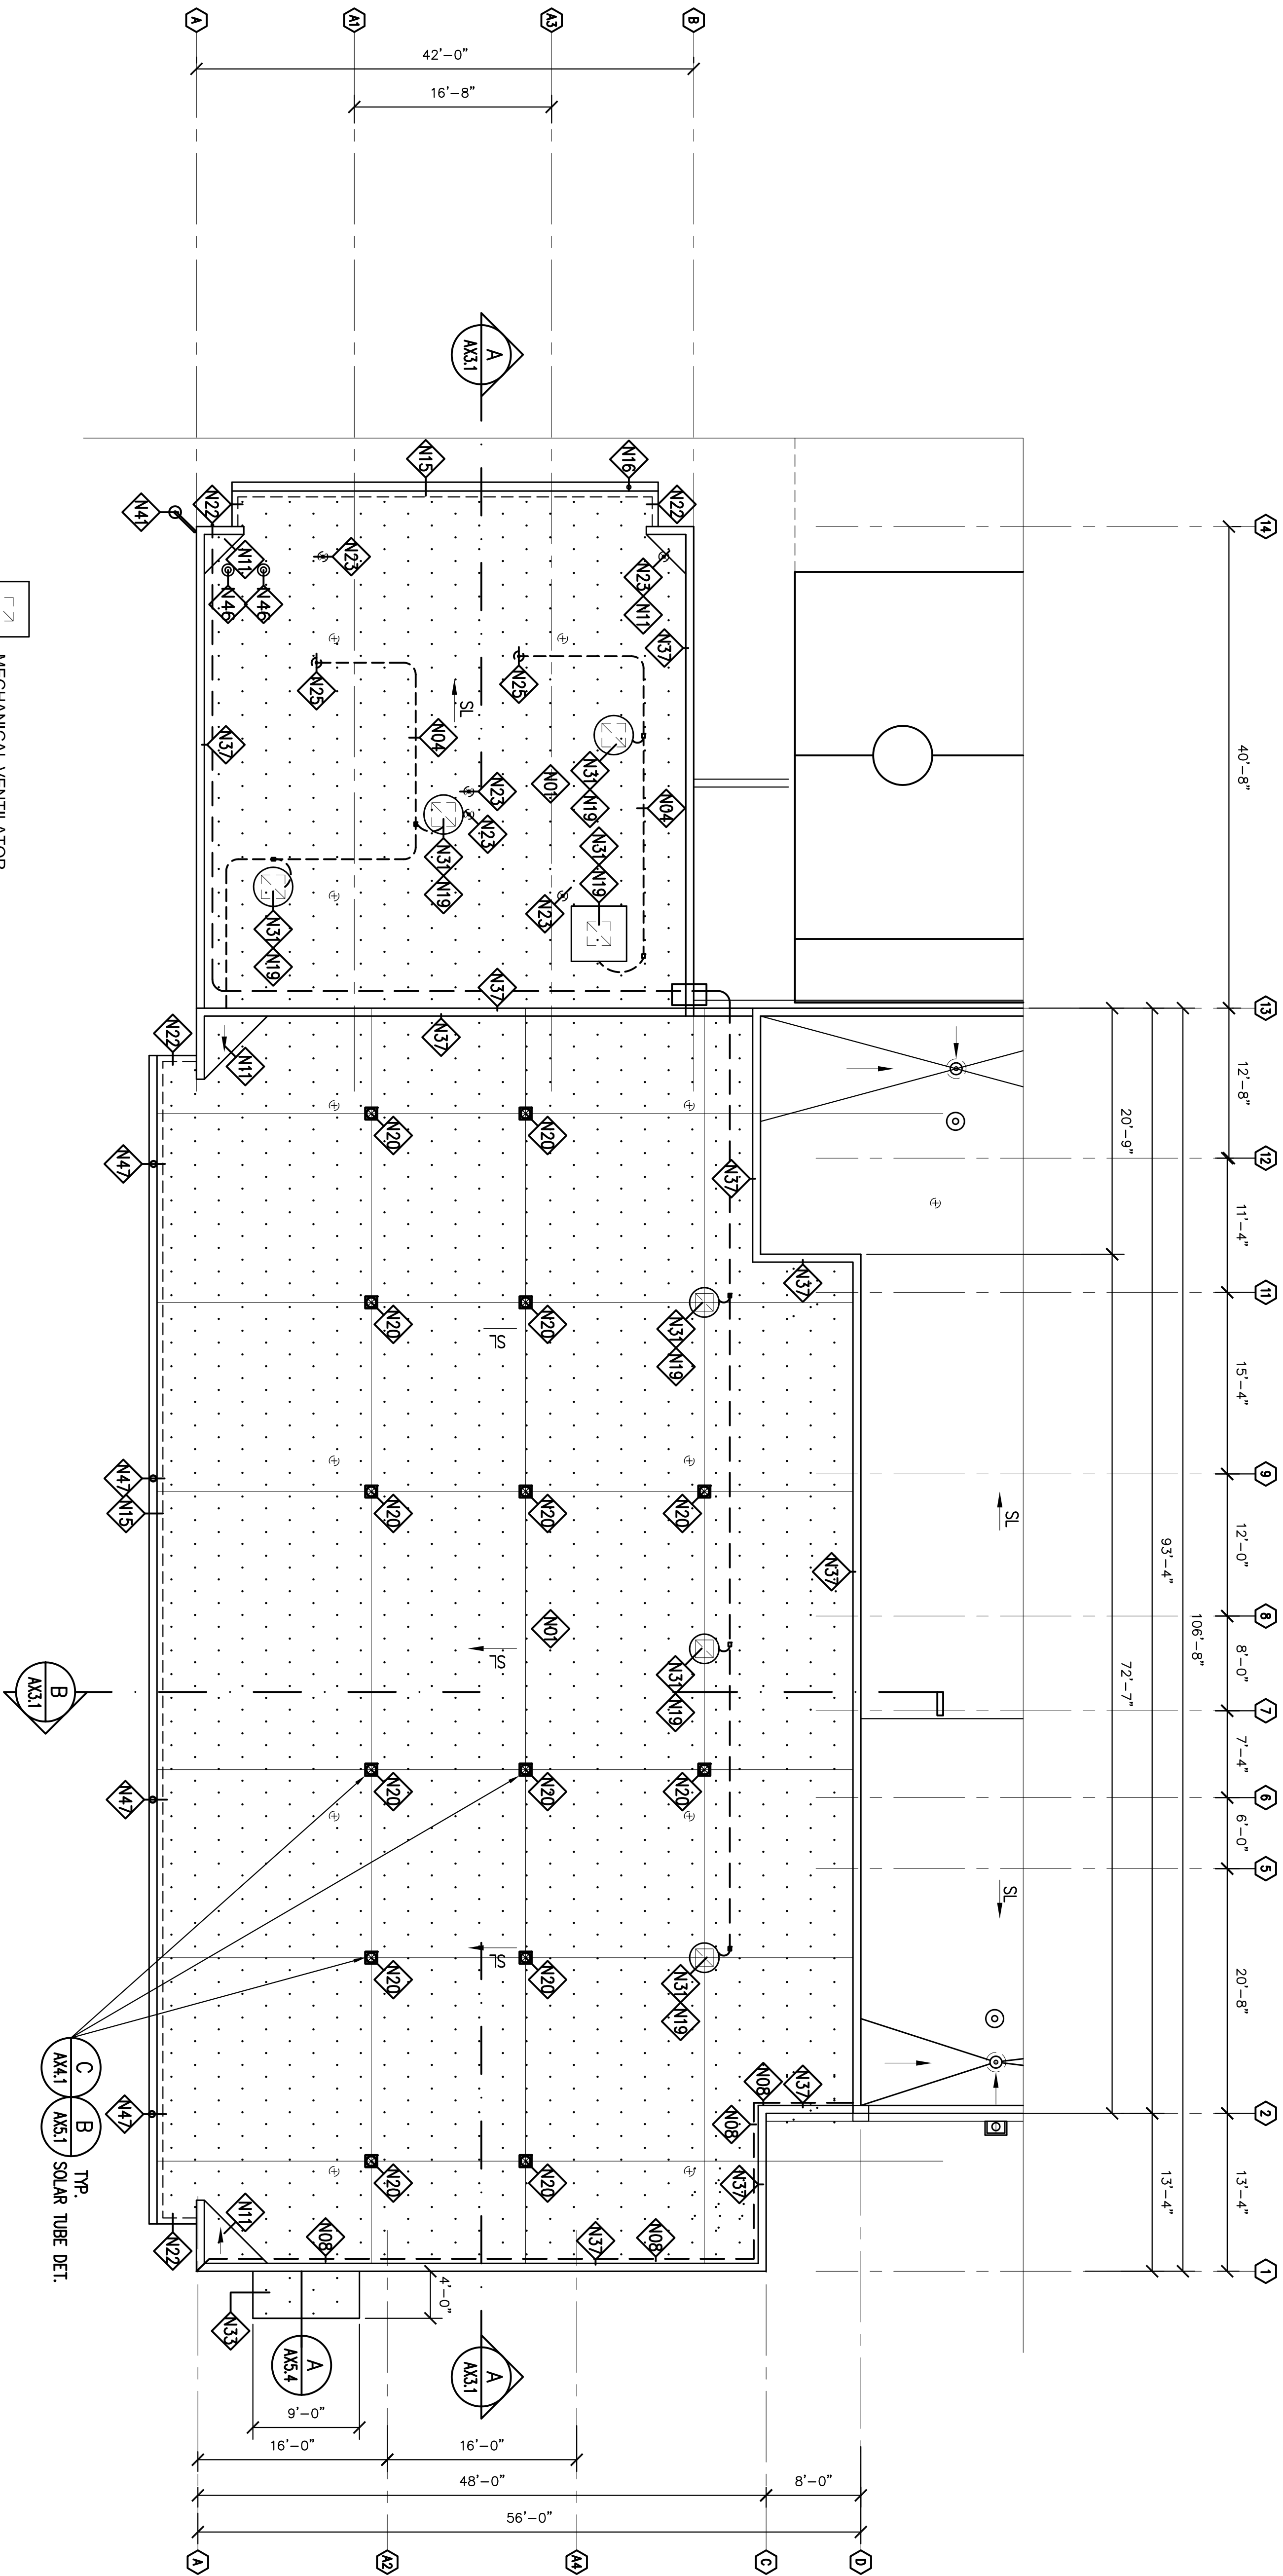 A
A1
A3
B
42'-0"
16'-8"
A
AX3.1
14
40'-8"
N15
N16
N22
N22
N41
N11
N46
N46
N23
N23
N11
N37
N25
N25
SL
N04
N37
N01
N31
N19
N04
N23
N23
N31
N19
N31
N19
N23
N31
N19
MECHANICAL VENTILATOR
N37
N37
13
12'-8"
20'-9"
N22
N11
N20
N20
N47
N37
12
11'-4"
N37
11
N20
N20
SL
N31
N19
15'-4"
9
N47
N15
N20
N20
N20
SL
N37
12'-0"
93'-4"
106'-8"
8
N01
SL
N31
N19
8'-0"
72'-7"
7
B
AX3.1
7'-4"
N47
N20
N20
N20
6
6'-0"
5
SL
N20
N20
SL
N31
N19
20'-8"
C
AX4.1
B
AX5.1
TYP.
SOLAR TUBE DET.
N47
N08
N37
N08
2
N20
N20
N37
13'-4"
13'-4"
N22
N11
N08
N37
N08
1
N33
4'-0"
A
AX5.4
A
AX3.1
9'-0"
16'-0"
16'-0"
48'-0"
8'-0"
56'-0"
A
A2
A4
C
D